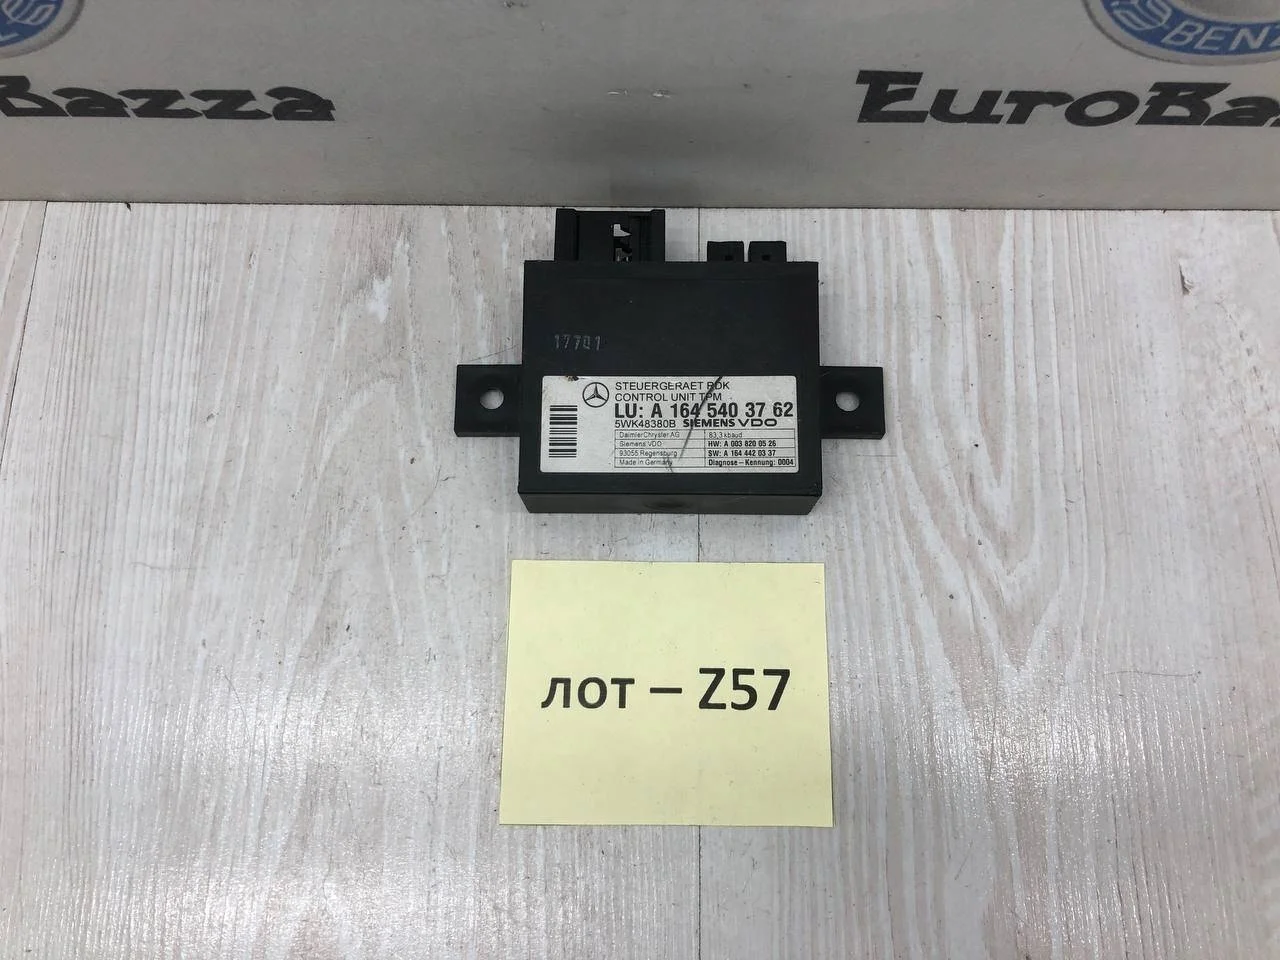 BENZ
Bazza
EuroBaz
17701
STEUERGERAET RDK
CONTROL UNIT TPM
LU: A 164 540 37 62
5WK48380B SIEMENS VDO
DaimlerChrysler AG 83,3 kbaud
Siemens VDO HW: A 003 820 05 26
93055 Regensburg SW: A 164 442 03 37
Made in Germany Diagnose - Kennung: 0004
лот – Z57